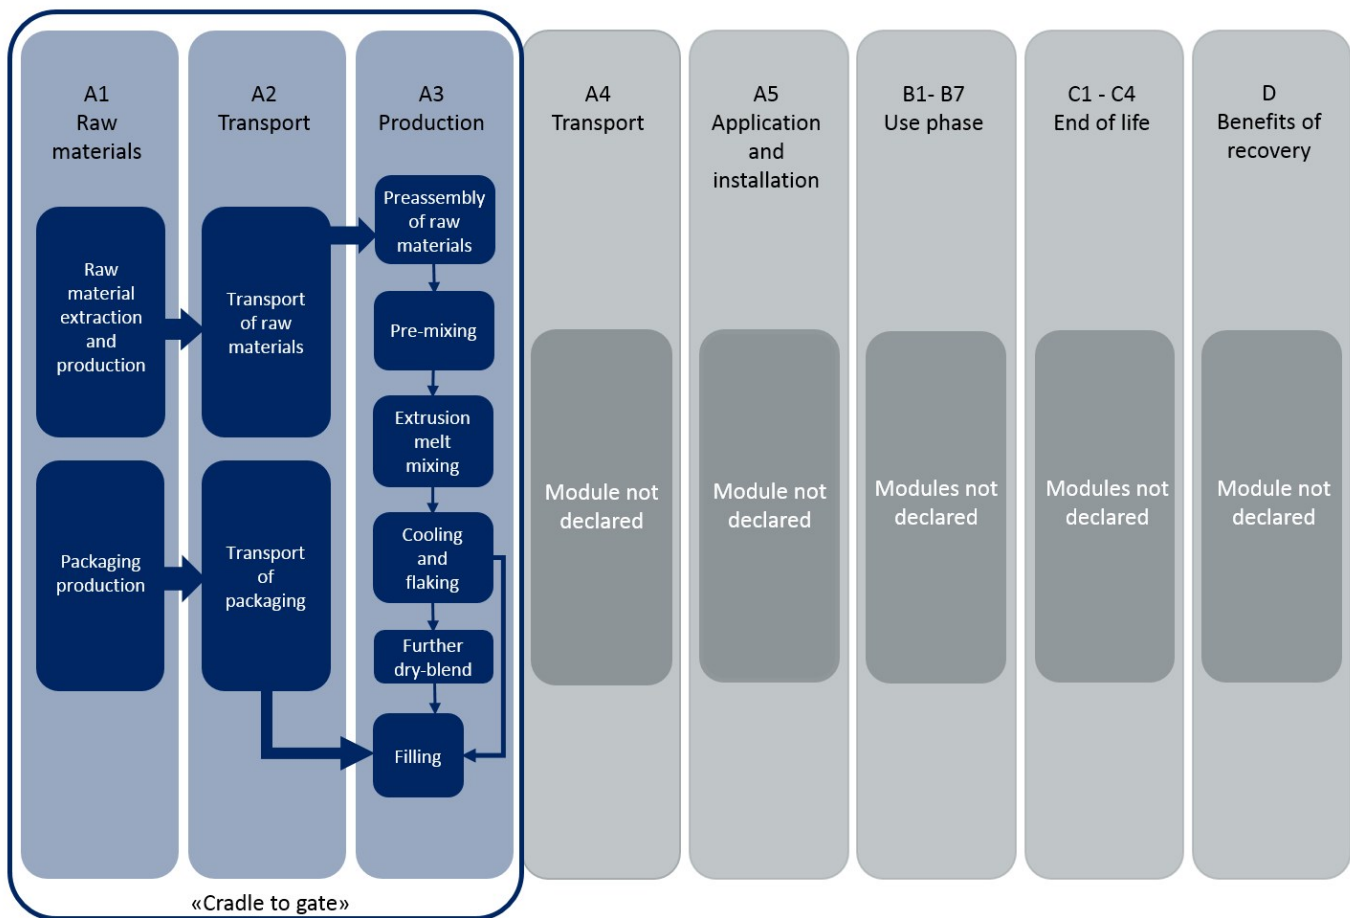 A1
Raw
materials
A2
Transport
A3
Production
A4
Transport
A5
Application
and
installation
B1- B7
Use phase
C1 - C4
End of life
D
Benefits of
recovery
Raw
material
extraction
and
production
Transport
of raw
materials
Preassembly
of raw
materials
Pre-mixing
Extrusion
melt
mixing
Cooling
and
flaking
Further
dry-blend
Filling
Packaging
production
Transport
of
packaging
Module not
declared
Module not
declared
Modules not
declared
Modules not
declared
Module not
declared
«Cradle to gate»